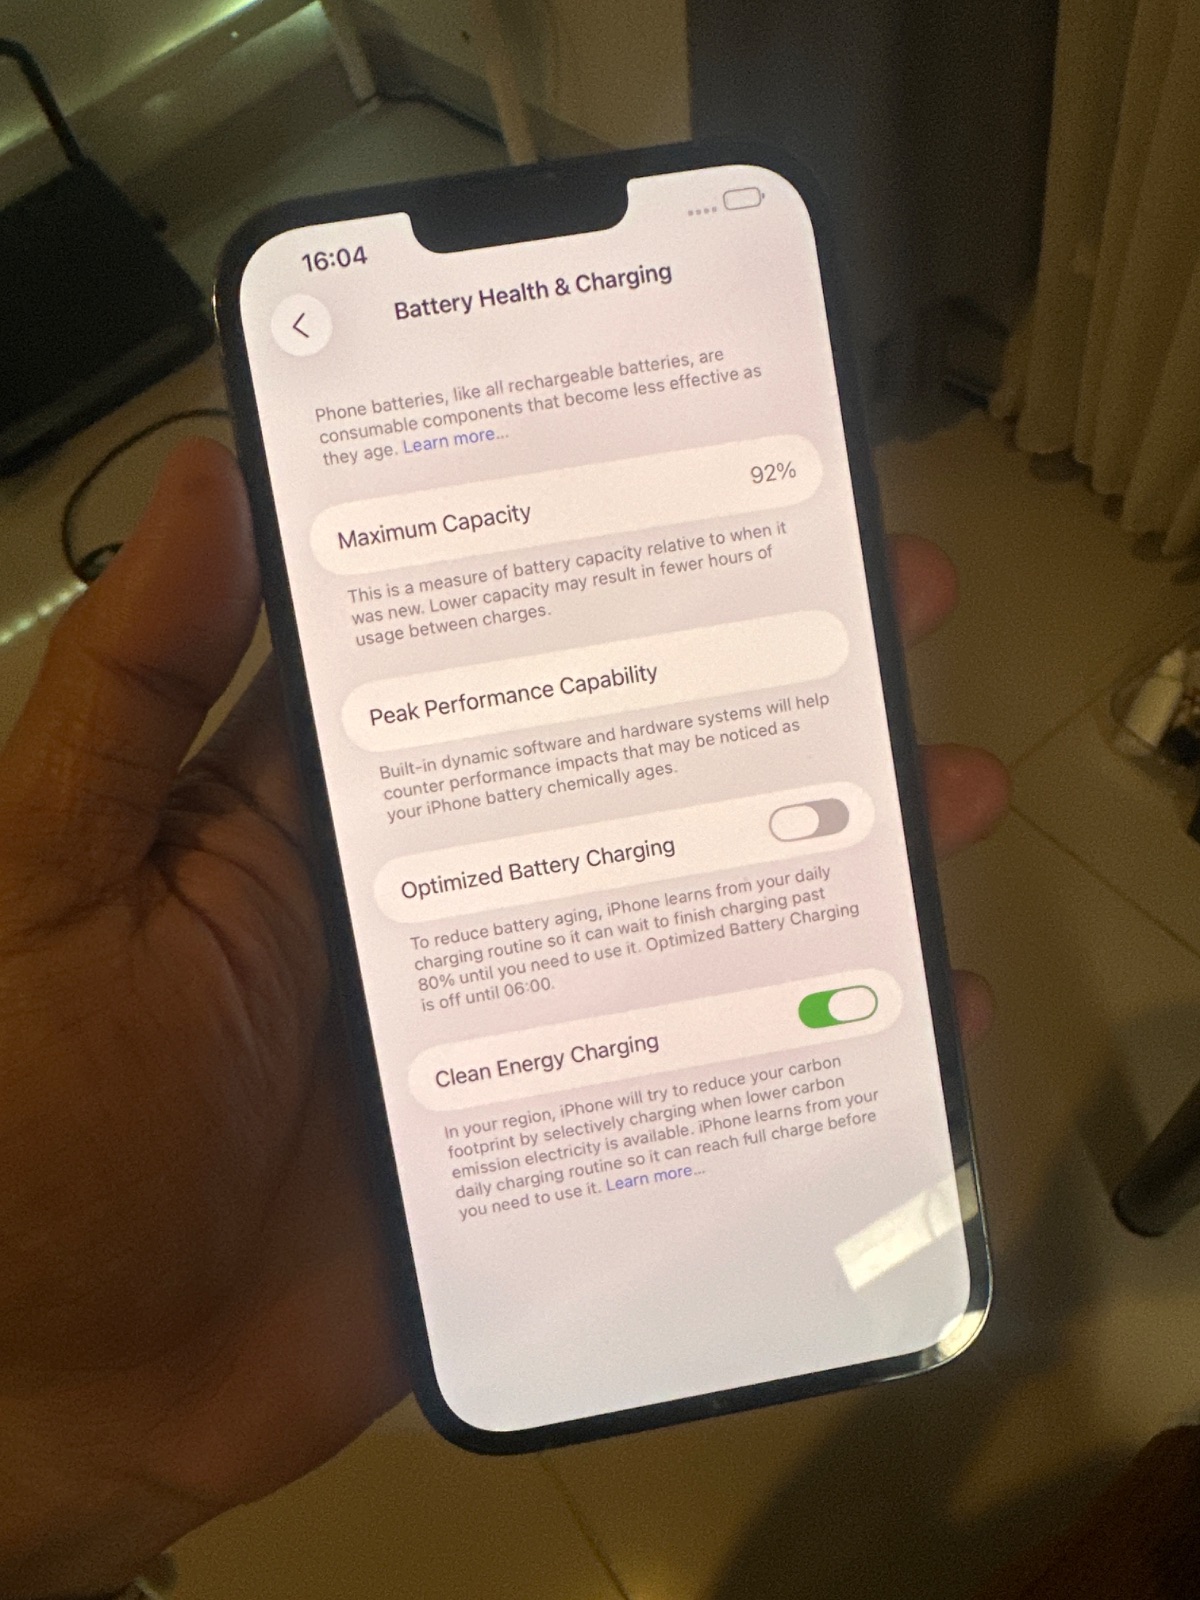 16:04
Battery Health & Charging
Phone batteries, like all rechargeable batteries, are
consumable components that become less effective as
they age. Learn more...
Maximum Capacity 92%
This is a measure of battery capacity relative to when it
was new. Lower capacity may result in fewer hours of
usage between charges.
Peak Performance Capability
Built-in dynamic software and hardware systems will help
counter performance impacts that may be noticed as
your iPhone battery chemically ages.
Optimized Battery Charging
To reduce battery aging, iPhone learns from your daily
charging routine so it can wait to finish charging past
80% until you need to use it. Optimized Battery Charging
is off until 06:00.
Clean Energy Charging
In your region, iPhone will try to reduce your carbon
footprint by selectively charging when lower carbon
emission electricity is available. iPhone learns from your
daily charging routine so it can reach full charge before
you need to use it. Learn more...